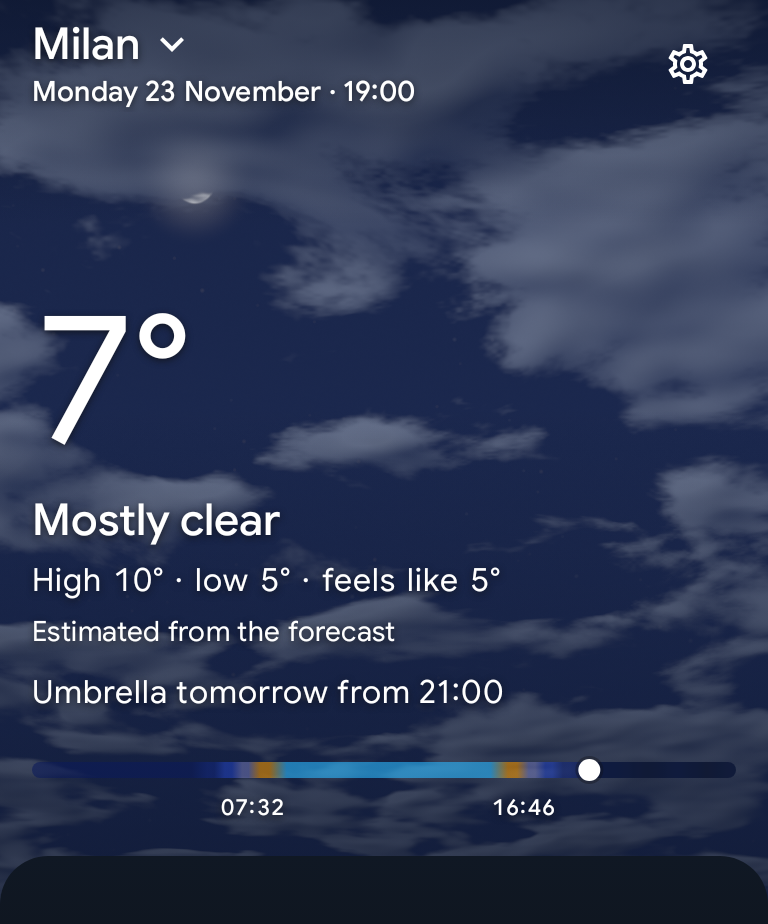 Milan
Monday 23 November · 19:00
7°
Mostly clear
High 10° · low 5° · feels like 5°
Estimated from the forecast
Umbrella tomorrow from 21:00
07:32 16:46